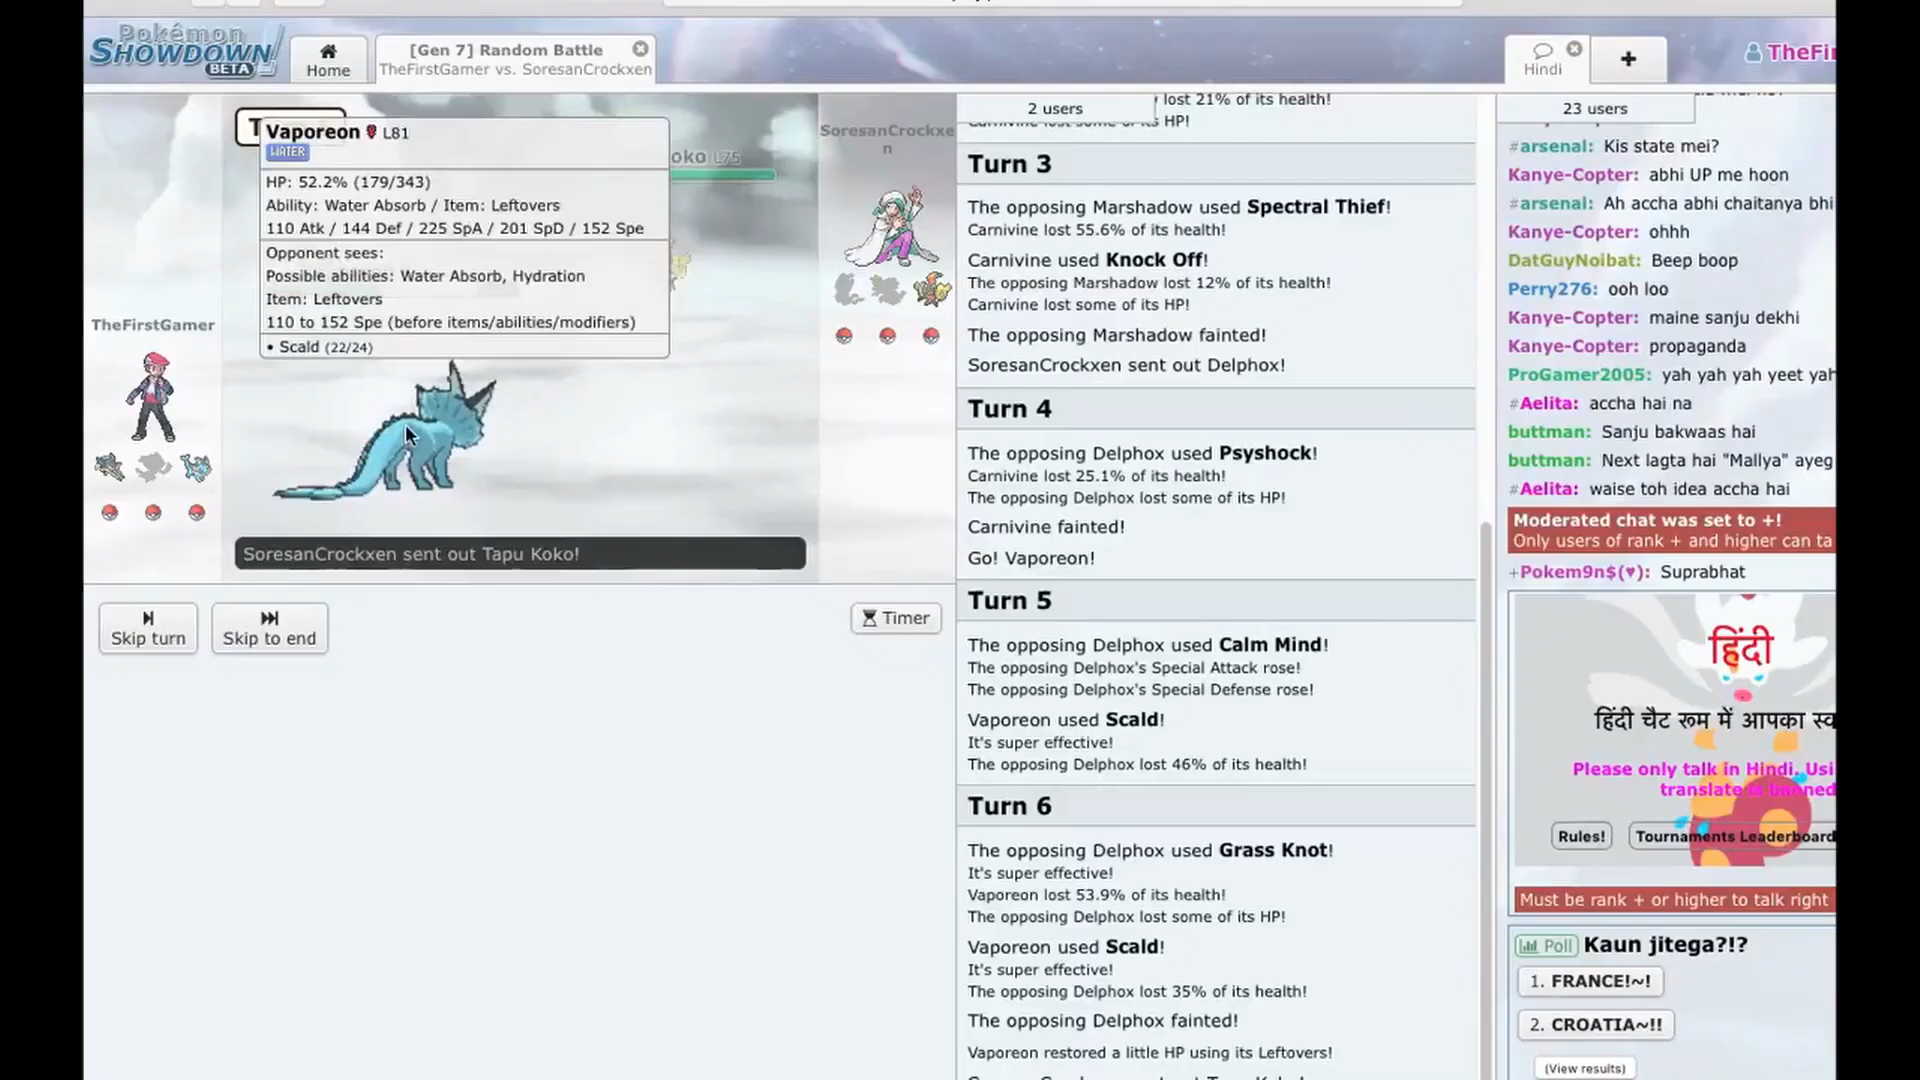 Pokémon
SHOWDOWN!
BETA
Home
[Gen 7] Random Battle
TheFirstGamer vs. SoresanCrockxen
Hindi
+
TheFir
T
Vaporeon L81
WATER
HP: 52.2% (179/343)
Ability: Water Absorb / Item: Leftovers
110 Atk / 144 Def / 225 SpA / 201 SpD / 152 Spe
Opponent sees:
Possible abilities: Water Absorb, Hydration
Item: Leftovers
110 to 152 Spe (before items/abilities/modifiers)
• Scald (22/24)
oko L75
SoresanCrockxe
n
TheFirstGamer
SoresanCrockxen sent out Tapu Koko!
Skip turn
Skip to end
Timer
2 users
lost 21% of its health!
Carnivine lost some of its HP!
Turn 3
The opposing Marshadow used Spectral Thief!
Carnivine lost 55.6% of its health!
Carnivine used Knock Off!
The opposing Marshadow lost 12% of its health!
Carnivine lost some of its HP!
The opposing Marshadow fainted!
SoresanCrockxen sent out Delphox!
Turn 4
The opposing Delphox used Psyshock!
Carnivine lost 25.1% of its health!
The opposing Delphox lost some of its HP!
Carnivine fainted!
Go! Vaporeon!
Turn 5
The opposing Delphox used Calm Mind!
The opposing Delphox's Special Attack rose!
The opposing Delphox's Special Defense rose!
Vaporeon used Scald!
It's super effective!
The opposing Delphox lost 46% of its health!
Turn 6
The opposing Delphox used Grass Knot!
It's super effective!
Vaporeon lost 53.9% of its health!
The opposing Delphox lost some of its HP!
Vaporeon used Scald!
It's super effective!
The opposing Delphox lost 35% of its health!
The opposing Delphox fainted!
Vaporeon restored a little HP using its Leftovers!
23 users
#arsenal: Kis state mei?
Kanye-Copter: abhi UP me hoon
#arsenal: Ah accha abhi chaitanya bhi
Kanye-Copter: ohhh
DatGuyNoibat: Beep boop
Perry276: ooh loo
Kanye-Copter: maine sanju dekhi
Kanye-Copter: propaganda
ProGamer2005: yah yah yah yeet yah
#Aelita: accha hai na
buttman: Sanju bakwaas hai
buttman: Next lagta hai "Mallya" ayeg
#Aelita: waise toh idea accha hai
Moderated chat was set to +!
Only users of rank + and higher can ta
+Pokem9n$(♥): Suprabhat
हिंदी
हिंदी चैट रूम में आपका स्व
Please only talk in Hindi. Usi
translate is banned
Rules!
Tournaments Leaderboard
Must be rank + or higher to talk right
Poll Kaun jitega?!?
1. FRANCE!~!
2. CROATIA~!!
(View results)